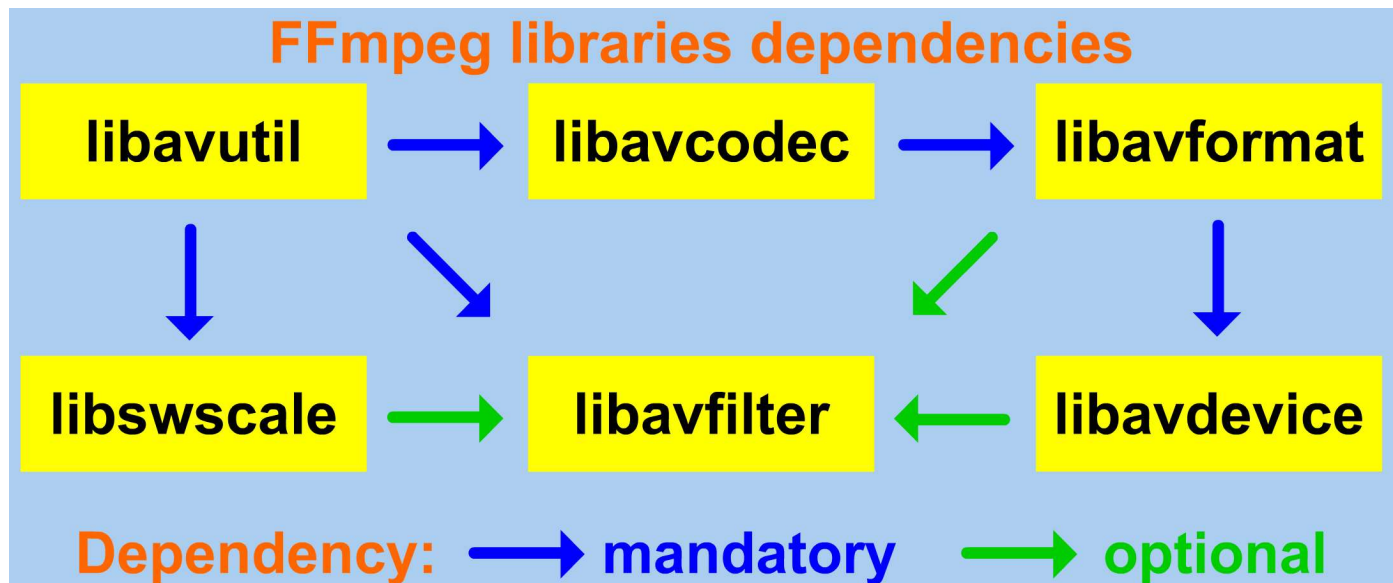 FFmpeg libraries dependencies
libavutil libavcodec libavformat
libswscale libavfilter libavdevice
Dependency: mandatory optional